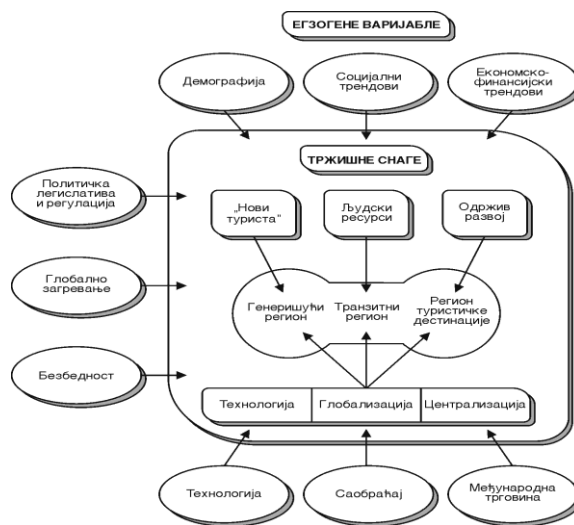 ЕГЗОГЕНЕ ВАРИЈАБЛЕ
Демографија
Социјални
трендови
Економско-
финансијски
трендови
ТРЖИШНЕ СНАГЕ
Политичка
легислатива
и регулација
„Нови
туриста"
Људски
ресурси
Одржив
развој
Глобално
загревање
Генеришући
регион
Транзитни
регион
Регион
туристичке
дестинације
Безбедност
Технологија
Глобализација
Централизација
Технологија
Саобраћај
Међународна
трговина